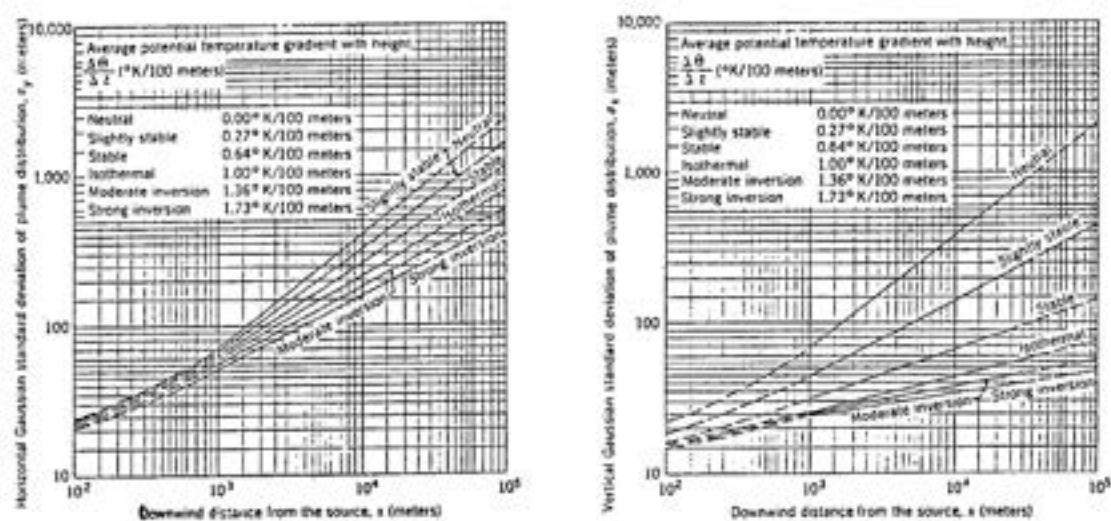 Horizontal Gaussian standard deviation of plume distribution, σy (meters)
10,000
1,000
100
10
Average potential temperature gradient with height,
Δθ/Δz (°K/100 meters)
Neutral 0.00° K/100 meters
Slightly stable 0.27° K/100 meters
Stable 0.64° K/100 meters
Isothermal 1.00° K/100 meters
Moderate inversion 1.36° K/100 meters
Strong inversion 1.73° K/100 meters
Slightly stable
Neutral
Stable
Isothermal
Moderate inversion
Strong inversion
10² 10³ 10⁴ 10⁵
Downwind distance from the source, x (meters)
Vertical Gaussian standard deviation of plume distribution, σz (meters)
10,000
1,000
100
10
Average potential temperature gradient with height,
Δθ/Δz (°K/100 meters)
Neutral 0.00° K/100 meters
Slightly stable 0.27° K/100 meters
Stable 0.64° K/100 meters
Isothermal 1.00° K/100 meters
Moderate inversion 1.36° K/100 meters
Strong inversion 1.73° K/100 meters
Neutral
Slightly stable
Stable
Isothermal
Moderate inversion
Strong inversion
10² 10³ 10⁴ 10⁵
Downwind distance from the source, x (meters)